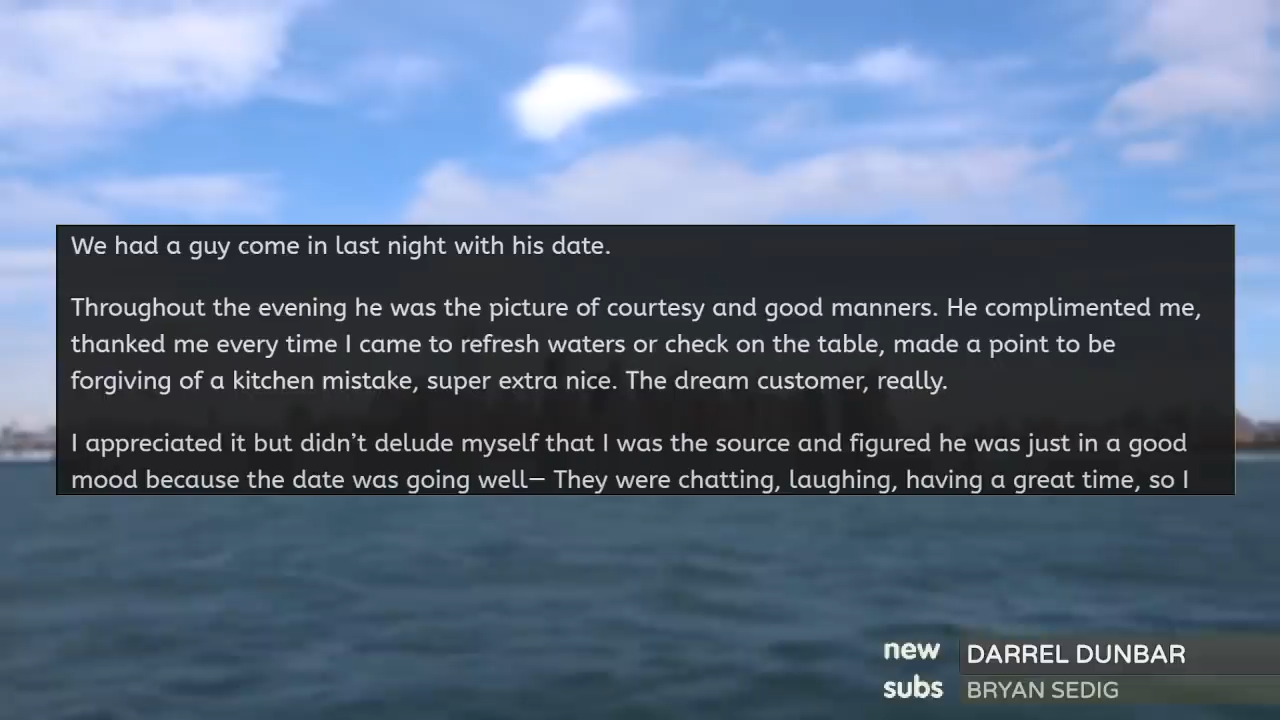 We had a guy come in last night with his date.
Throughout the evening he was the picture of courtesy and good manners. He complimented me,
thanked me every time I came to refresh waters or check on the table, made a point to be
forgiving of a kitchen mistake, super extra nice. The dream customer, really.
I appreciated it but didn’t delude myself that I was the source and figured he was just in a good
mood because the date was going well— They were chatting, laughing, having a great time, so I
new DARREL DUNBAR
subs BRYAN SEDIG